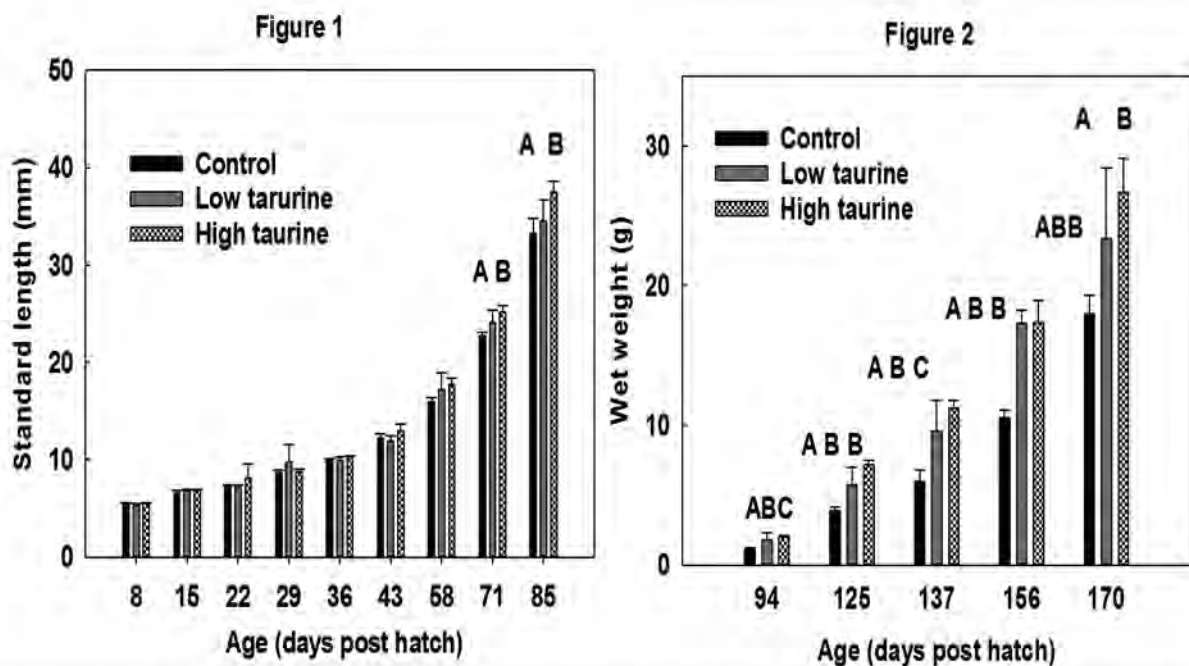 Figure 1
Standard length (mm)
50
40
30
20
10
0
Control
Low tarurine
High taurine
A B
A B
8 15 22 29 36 43 58 71 85
Age (days post hatch)
Figure 2
Wet weight (g)
30
20
10
0
Control
Low taurine
High taurine
ABC
A B B
A B C
A B B
ABB
A B
94 125 137 156 170
Age (days post hatch)